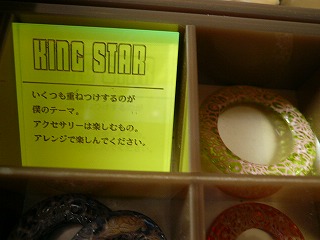 KING STAR
いくつも重ねつけするのが
僕のテーマ。
アクセサリーは楽しむもの。
アレンジで楽しんでください。